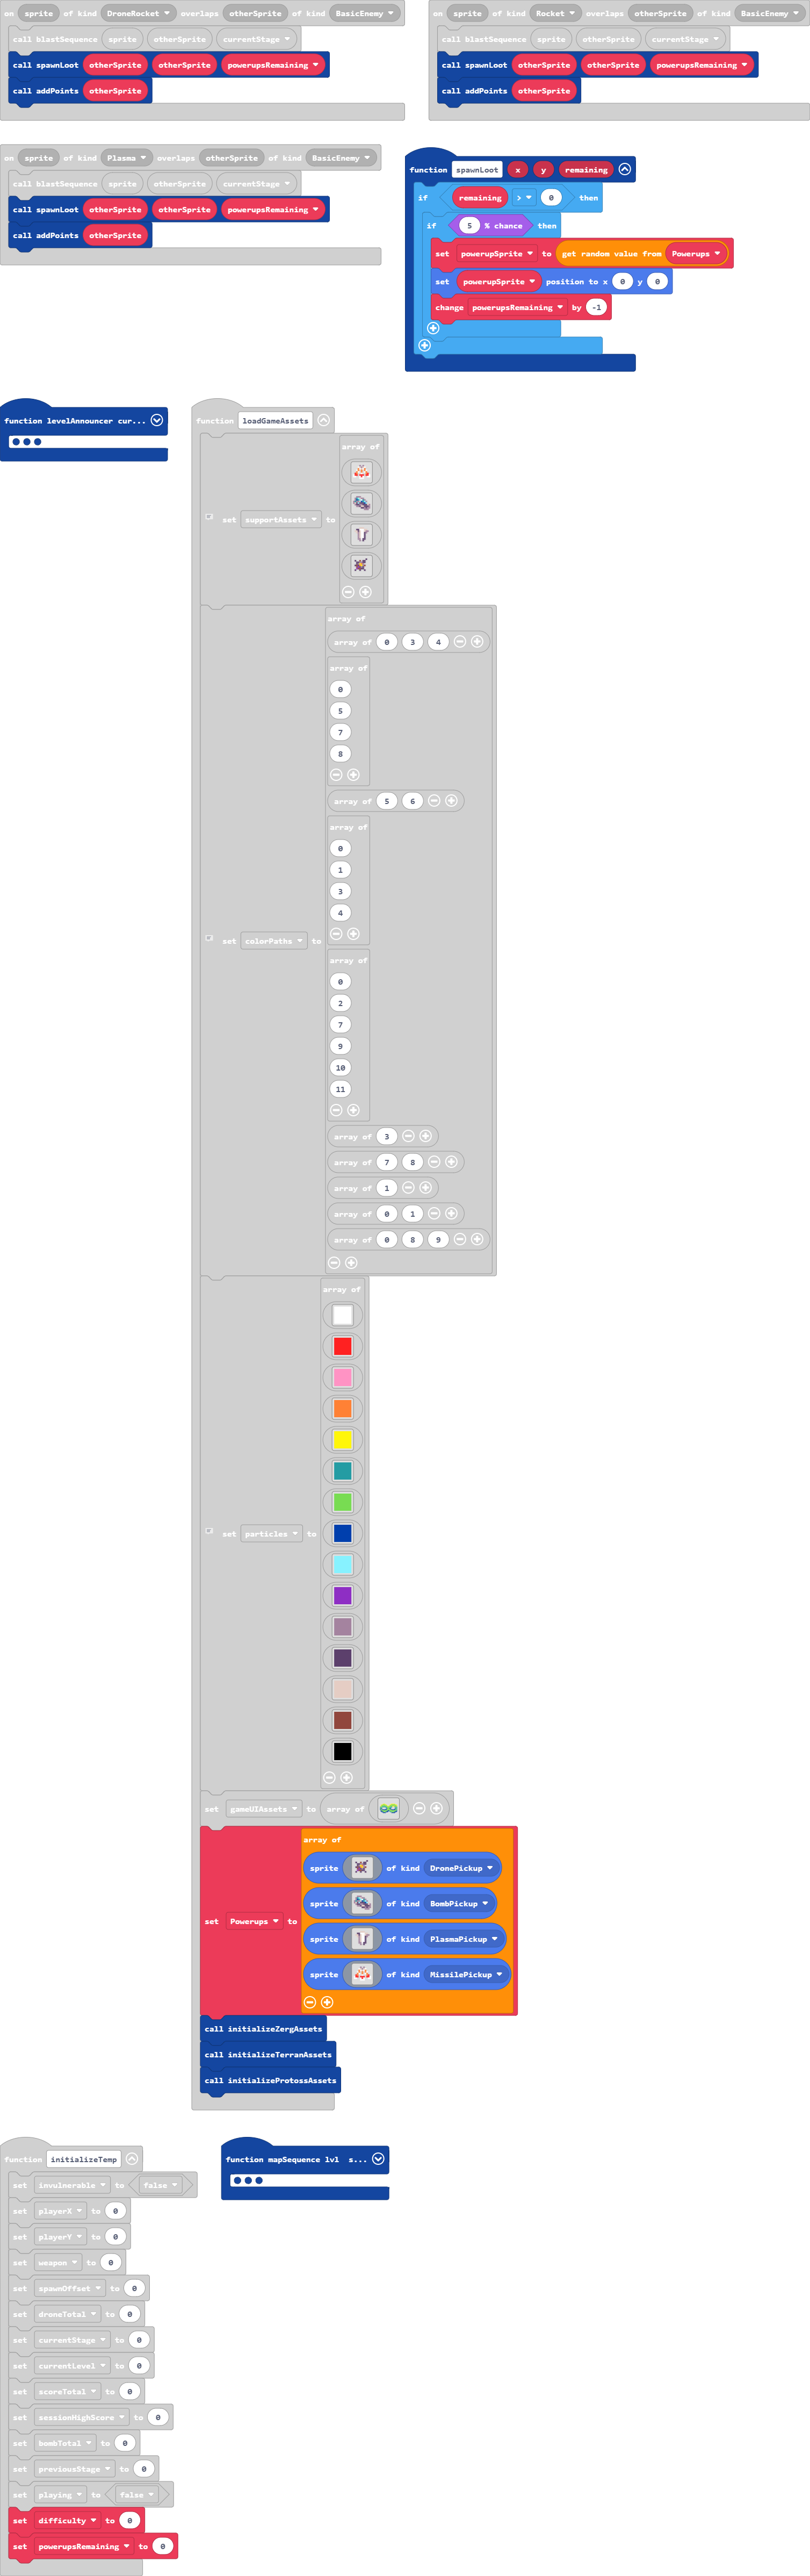 on sprite of kind DroneRocket overlaps otherSprite of kind BasicEnemy
call blastSequence sprite otherSprite currentStage
call spawnLoot otherSprite otherSprite powerupsRemaining
call addPoints otherSprite
on sprite of kind Rocket overlaps otherSprite of kind BasicEnemy
call blastSequence sprite otherSprite currentStage
call spawnLoot otherSprite otherSprite powerupsRemaining
call addPoints otherSprite
on sprite of kind Plasma overlaps otherSprite of kind BasicEnemy
call blastSequence sprite otherSprite currentStage
call spawnLoot otherSprite otherSprite powerupsRemaining
call addPoints otherSprite
function spawnLoot x y remaining
if remaining > 0 then
if 5 % chance then
set powerupSprite to get random value from Powerups
set powerupSprite position to x 0 y 0
change powerupsRemaining by -1
function levelAnnouncer cur...
function loadGameAssets
array of
set supportAssets to
array of
array of 0 3 4
array of
0
5
7
8
array of 5 6
array of
0
1
3
4
set colorPaths to
array of
0
2
7
9
10
11
array of 3
array of 7 8
array of 1
array of 0 1
array of 0 8 9
array of
set particles to
set gameUIAssets to array of
array of
sprite of kind DronePickup
sprite of kind BombPickup
set Powerups to
sprite of kind PlasmaPickup
sprite of kind MissilePickup
call initializeZergAssets
call initializeTerranAssets
call initializeProtossAssets
function initializeTemp
set invulnerable to false
set playerX to 0
set playerY to 0
set weapon to 0
set spawnOffset to 0
set droneTotal to 0
set currentStage to 0
set currentLevel to 0
set scoreTotal to 0
set sessionHighScore to 0
set bombTotal to 0
set previousStage to 0
set playing to false
set difficulty to 0
set powerupsRemaining to 0
function mapSequence lvl s...